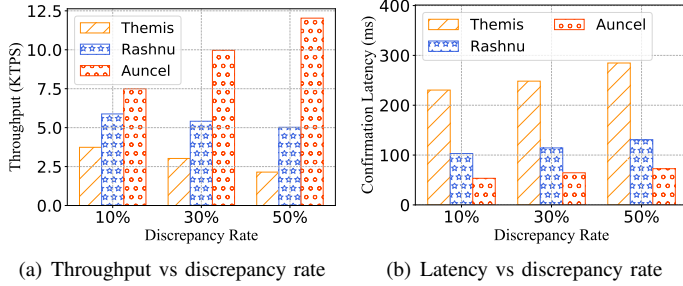 Throughput (KTPS)
12.5
10.0
7.5
5.0
2.5
0.0
Themis
Rashnu
Auncel
10%
30%
50%
Discrepancy Rate
(a) Throughput vs discrepancy rate
Confirmation Latency (ms)
400
300
200
100
0
Themis
Rashnu
Auncel
10%
30%
50%
Discrepancy Rate
(b) Latency vs discrepancy rate